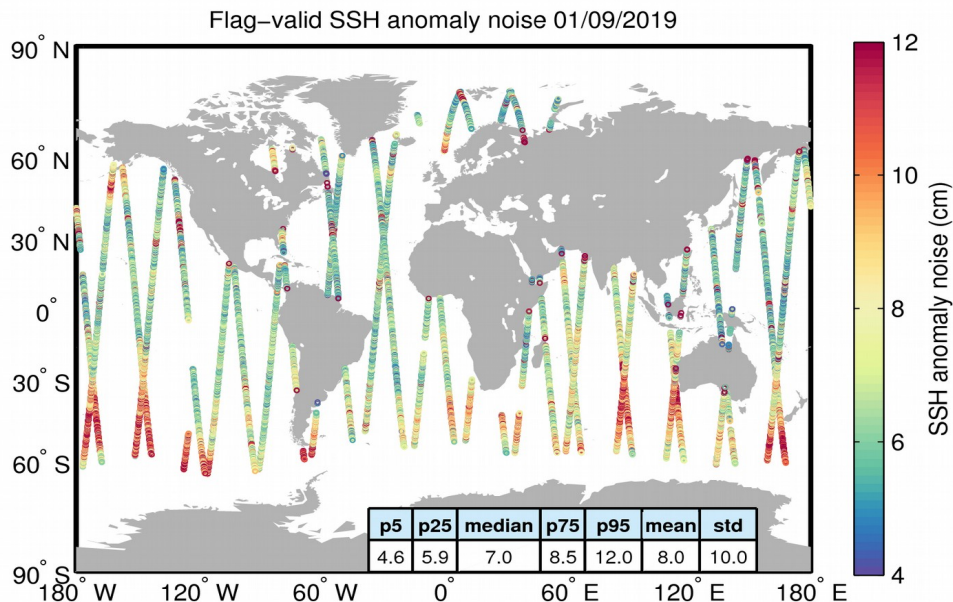 Flag−valid SSH anomaly noise 01/09/2019
90° N
60° N
30° N
0°
30° S
60° S
90° S
180° W
120° W
60° W
0°
60° E
120° E
180° E
p5 p25 median p75 p95 mean std
4.6 5.9 7.0 8.5 12.0 8.0 10.0
12
10
8
6
4
SSH anomaly noise (cm)